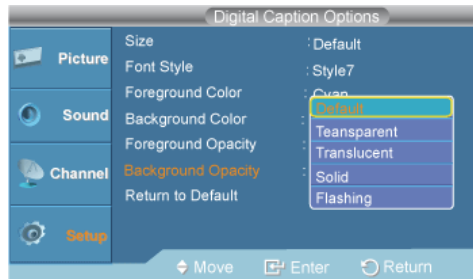 Digital Caption Options
Picture
Sound
Channel
Setup
Size : Default
Font Style : Style7
Foreground Color : Cyan
Background Color :
Foreground Opacity :
Background Opacity :
Return to Default
Default
Teansparent
Translucent
Solid
Flashing
Move Enter Return